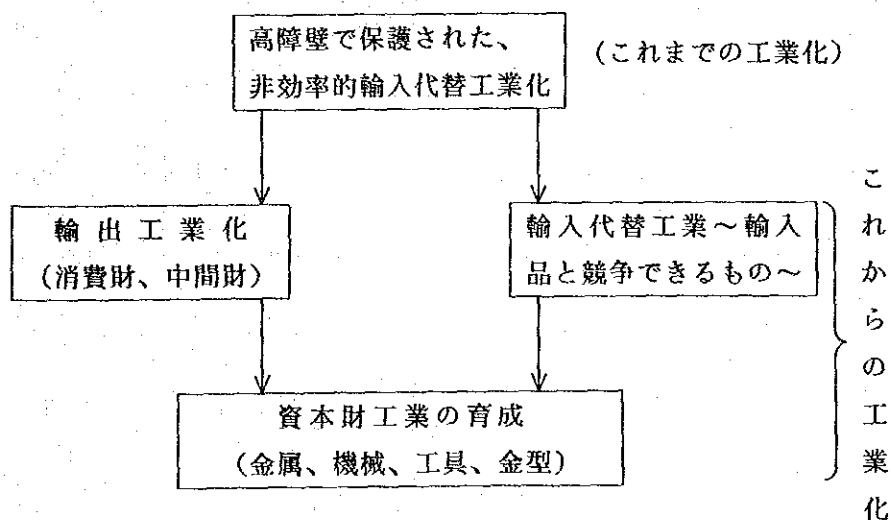 高障壁で保護された、
非効率的輸入代替工業化
(これまでの工業化)
輸出工業化
(消費財、中間財)
輸入代替工業～輸入
品と競争できるもの～
資本財工業の育成
(金属、機械、工具、金型)
これからの工業化